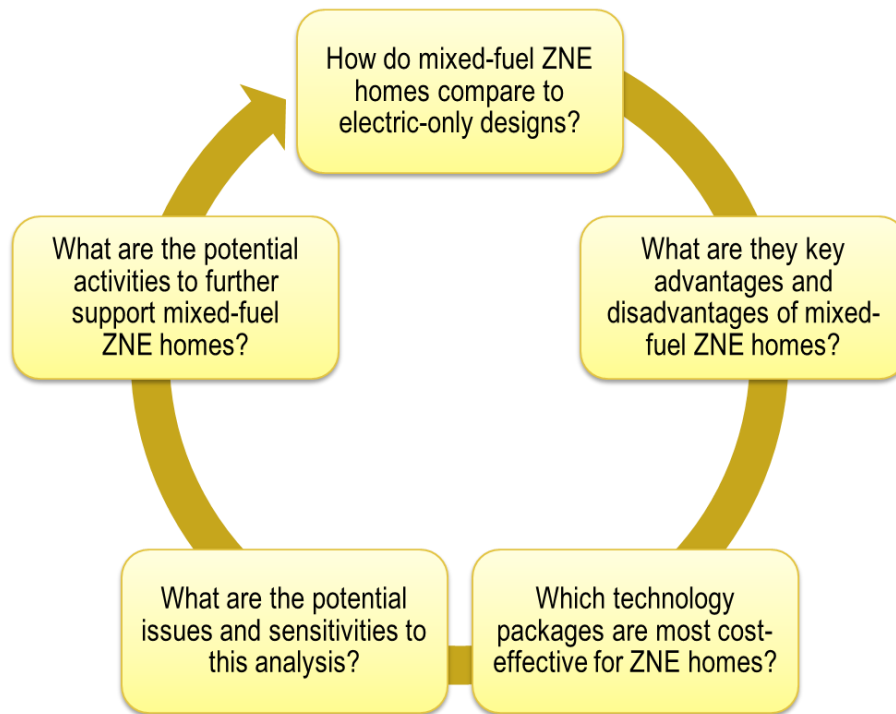 How do mixed-fuel ZNE
homes compare to
electric-only designs?
What are they key
advantages and
disadvantages of mixed-
fuel ZNE homes?
Which technology
packages are most cost-
effective for ZNE homes?
What are the potential
issues and sensitivities to
this analysis?
What are the potential
activities to further
support mixed-fuel
ZNE homes?